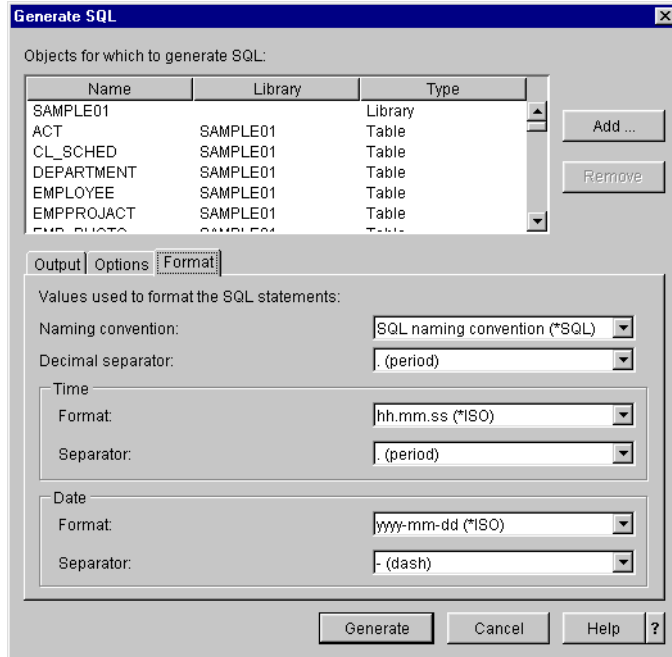 Generate SQL
Objects for which to generate SQL:
Name Library Type
SAMPLE01 Library
ACT SAMPLE01 Table
CL_SCHED SAMPLE01 Table
DEPARTMENT SAMPLE01 Table
EMPLOYEE SAMPLE01 Table
EMPPROJACT SAMPLE01 Table
EMP_PHOTO SAMPLE01 Table
Add ...
Remove
Output Options Format
Values used to format the SQL statements:
Naming convention: SQL naming convention (*SQL)
Decimal separator: . (period)
Time
Format: hh.mm.ss (*ISO)
Separator: . (period)
Date
Format: yyyy-mm-dd (*ISO)
Separator: - (dash)
Generate Cancel Help ?